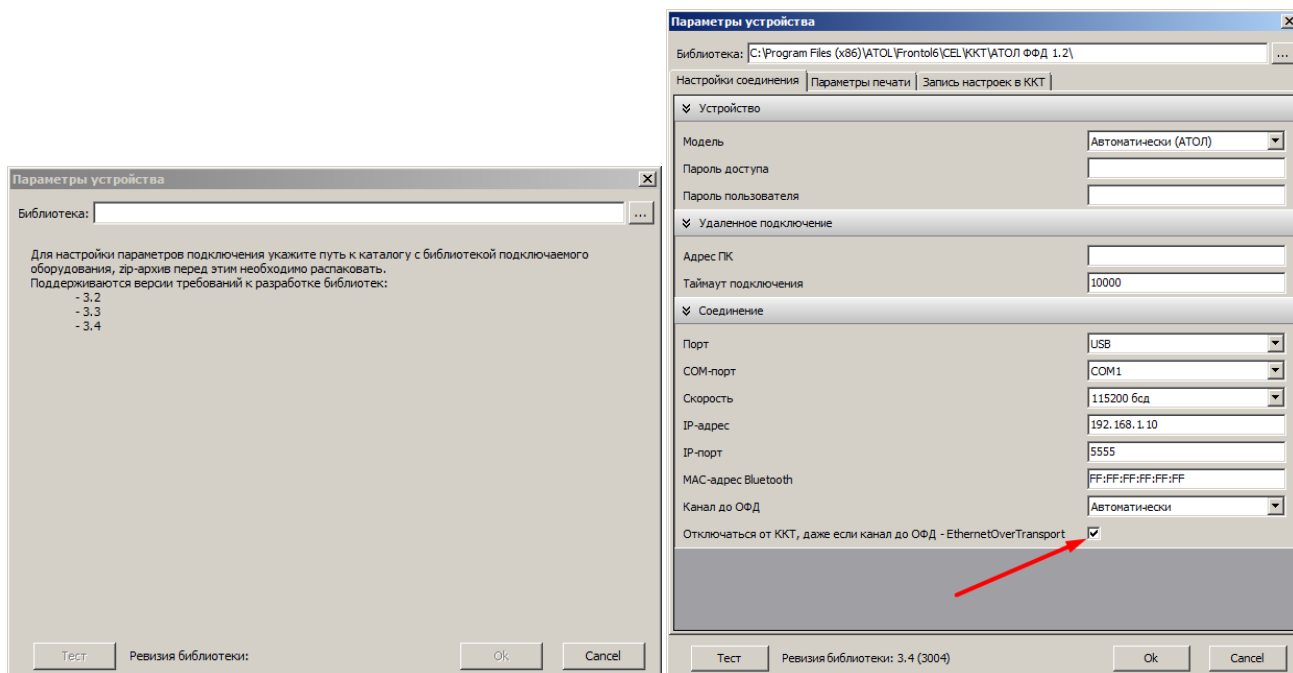 Параметры устройства
Библиотека:
...
Для настройки параметров подключения укажите путь к каталогу с библиотекой подключаемого
оборудования, zip-архив перед этим необходимо распаковать.
Поддерживаются версии требований к разработке библиотек:
- 3.2
- 3.3
- 3.4
Тест Ревизия библиотеки: Ok Cancel
Параметры устройства
Библиотека: C:\Program Files (x86)\ATOL\Frontol6\CEL\ККТ\АТОЛ ФФД 1.2\ ...
Настройки соединения Параметры печати Запись настроек в ККТ
Устройство
Модель Автоматически (АТОЛ)
Пароль доступа
Пароль пользователя
Удаленное подключение
Адрес ПК
Таймаут подключения 10000
Соединение
Порт USB
COM-порт COM1
Скорость 115200 бод
IP-адрес 192.168.1.10
IP-порт 5555
MAC-адрес Bluetooth FF:FF:FF:FF:FF:FF
Канал до ОФД Автоматически
Отключаться от ККТ, даже если канал до ОФД - EthernetOverTransport
Тест Ревизия библиотеки: 3.4 (3004) Ok Cancel